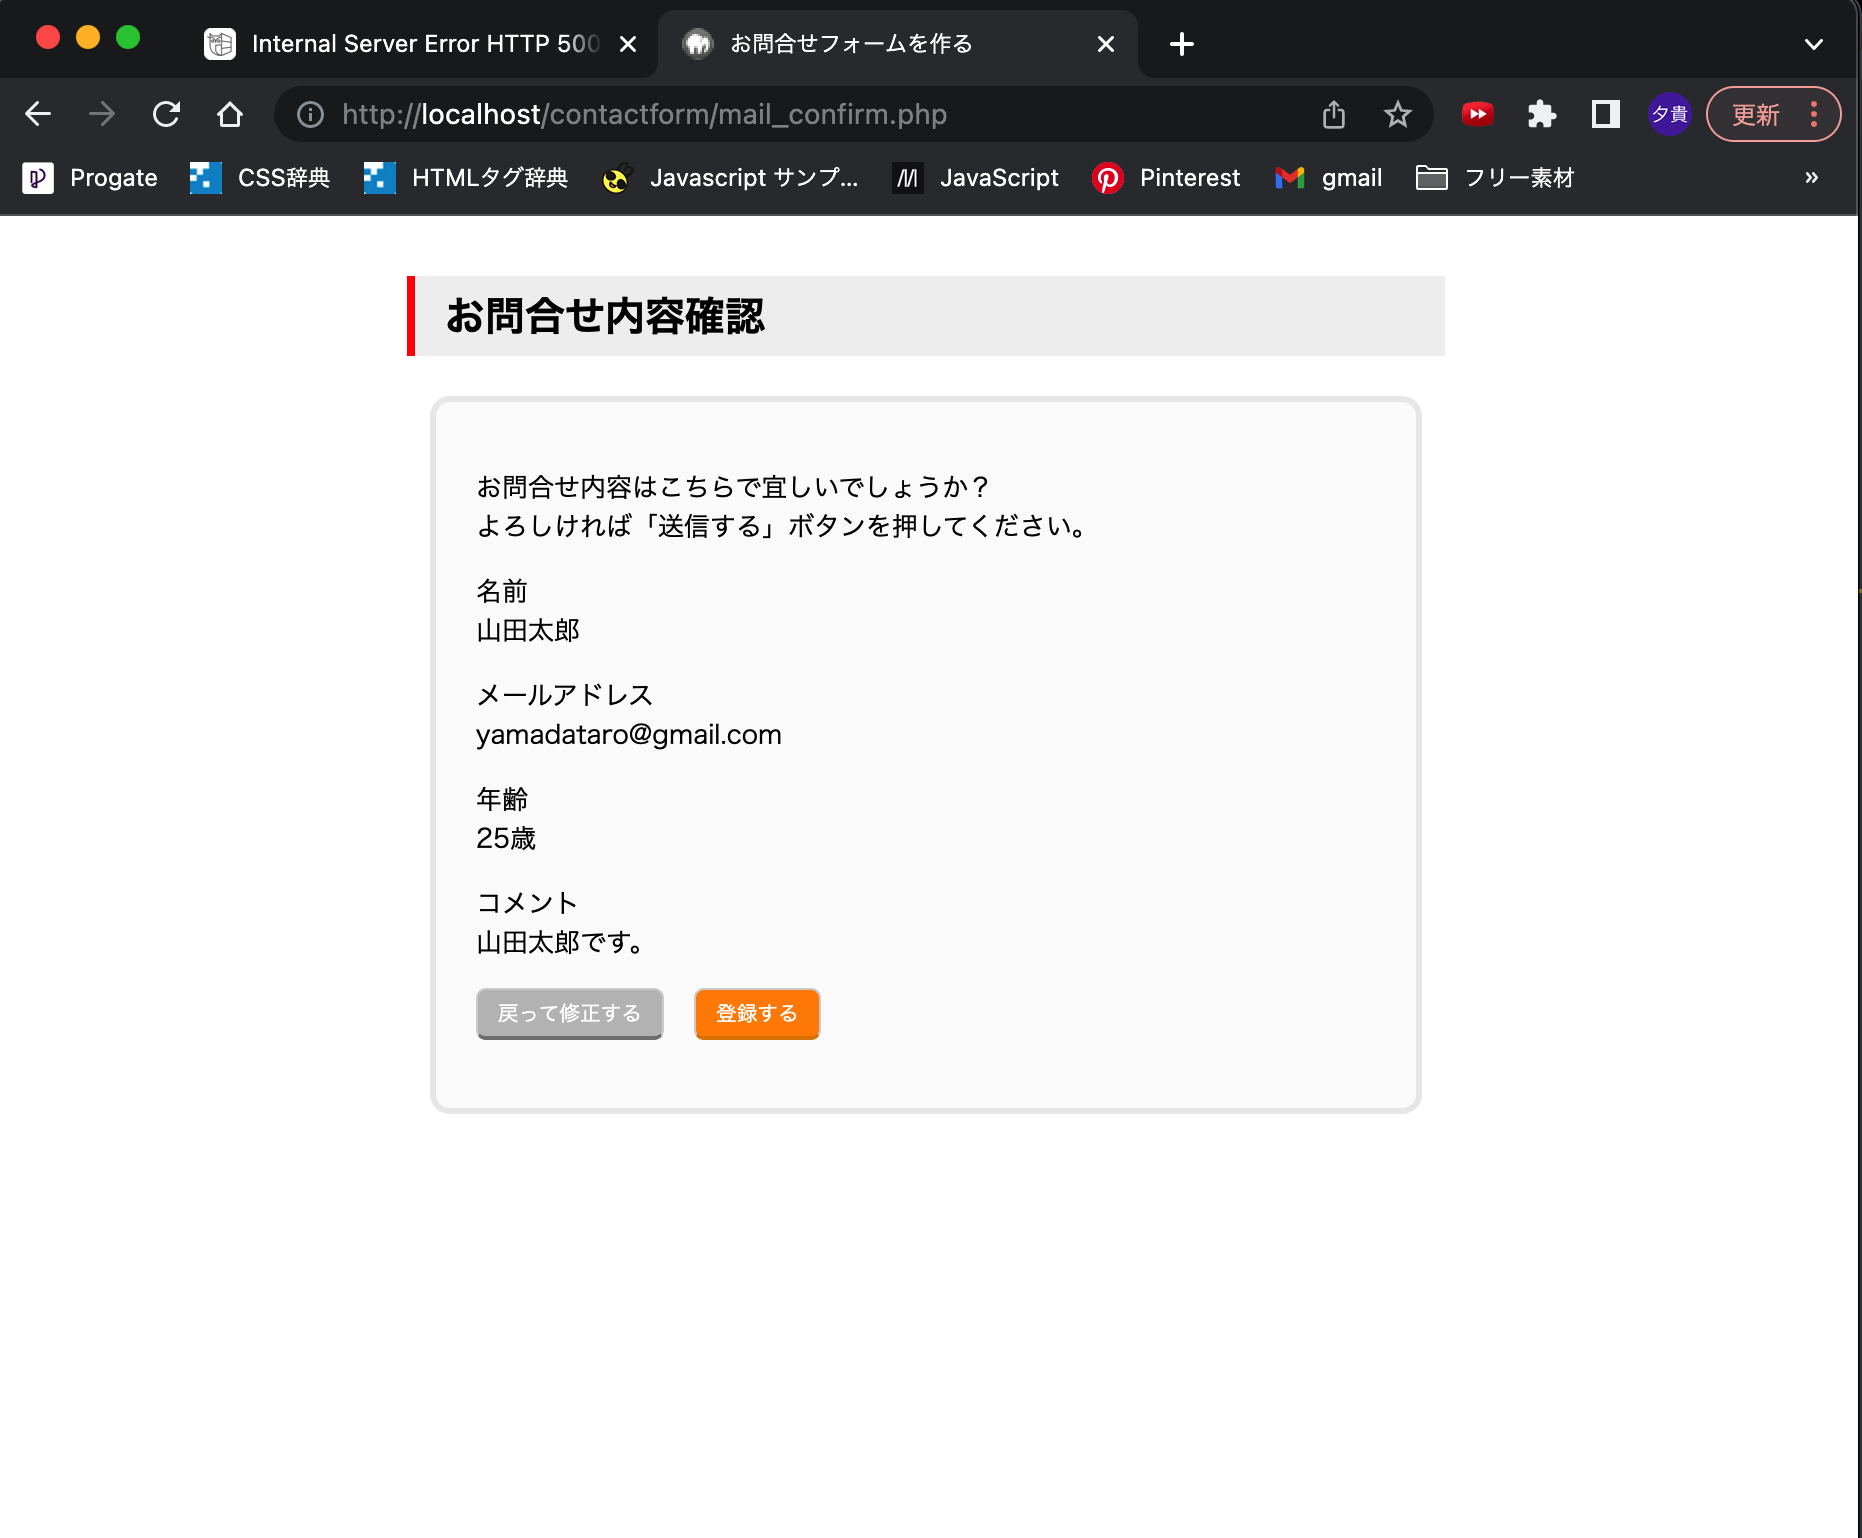 Internal Server Error HTTP 500
お問合せフォームを作る
http://localhost/contactform/mail_confirm.php
夕貴
更新
Progate
CSS辞典
HTMLタグ辞典
Javascript サンプ...
JavaScript
Pinterest
gmail
フリー素材
»
お問合せ内容確認
お問合せ内容はこちらで宜しいでしょうか？
よろしければ「送信する」ボタンを押してください。
名前
山田太郎
メールアドレス
yamadataro@gmail.com
年齢
25歳
コメント
山田太郎です。
戻って修正する
登録する